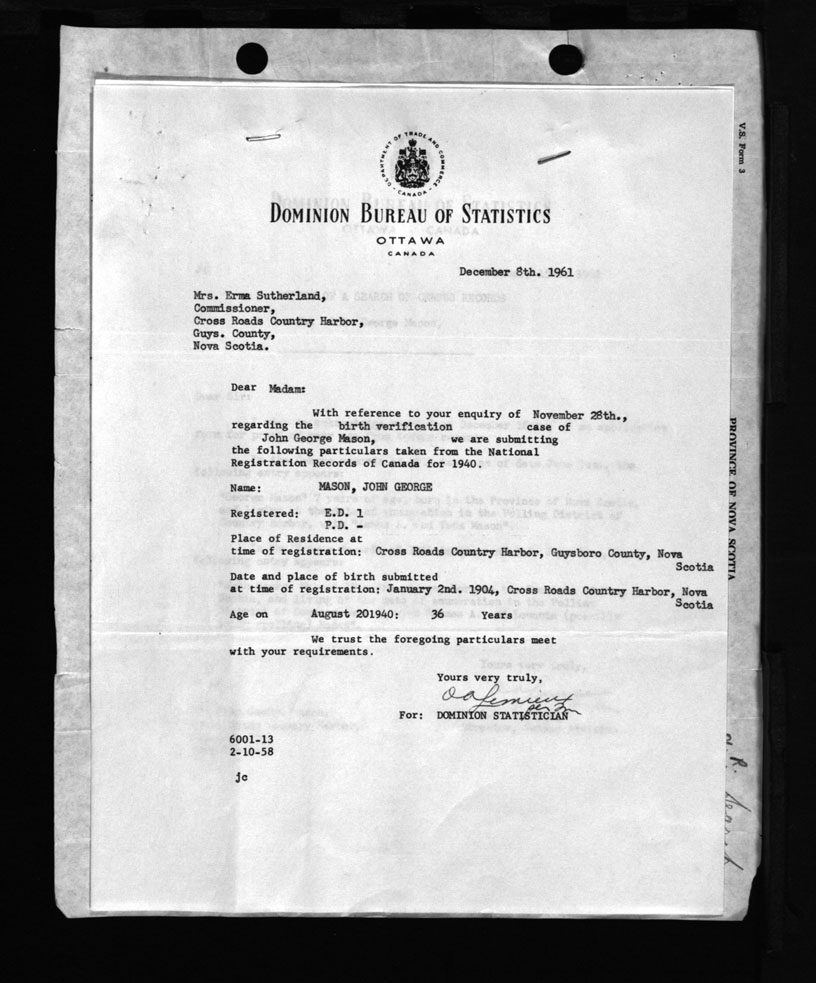 DEPARTMENT OF TRADE AND COMMERCE
CANADA
DOMINION BUREAU OF STATISTICS
OTTAWA
CANADA
December 8th. 1961
Mrs. Erma Sutherland,
Commissioner,
Cross Roads Country Harbor,
Guys. County,
Nova Scotia.
Dear Madam:
With reference to your enquiry of November 28th.,
regarding the birth verification case of
John George Mason, we are submitting
the following particulars taken from the National
Registration Records of Canada for 1940.
Name: MASON, JOHN GEORGE
Registered: E.D. 1
P.D. -
Place of Residence at
time of registration: Cross Roads Country Harbor, Guysboro County, Nova
Scotia
Date and place of birth submitted
at time of registration: January 2nd. 1904, Cross Roads Country Harbor, Nova
Scotia
Age on August 201940: 36 Years
We trust the foregoing particulars meet
with your requirements.
Yours very truly,
For: DOMINION STATISTICIAN
6001-13
2-10-58
jc
V.S. Form 3
PROVINCE OF NOVA SCOTIA